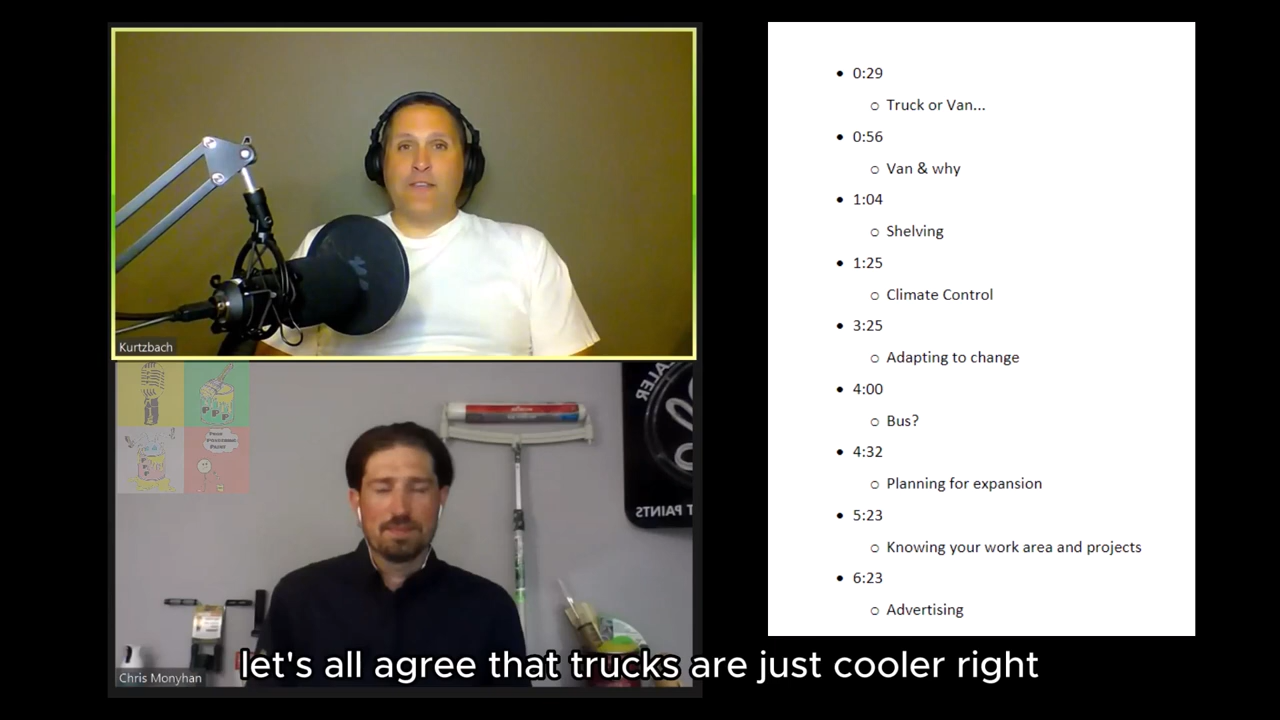 Kurtzbach
ALER
T PAINTS
Chris Monyhan
• 0:29
○ Truck or Van...
• 0:56
○ Van & why
• 1:04
○ Shelving
• 1:25
○ Climate Control
• 3:25
○ Adapting to change
• 4:00
○ Bus?
• 4:32
○ Planning for expansion
• 5:23
○ Knowing your work area and projects
• 6:23
○ Advertising
let's all agree that trucks are just cooler right